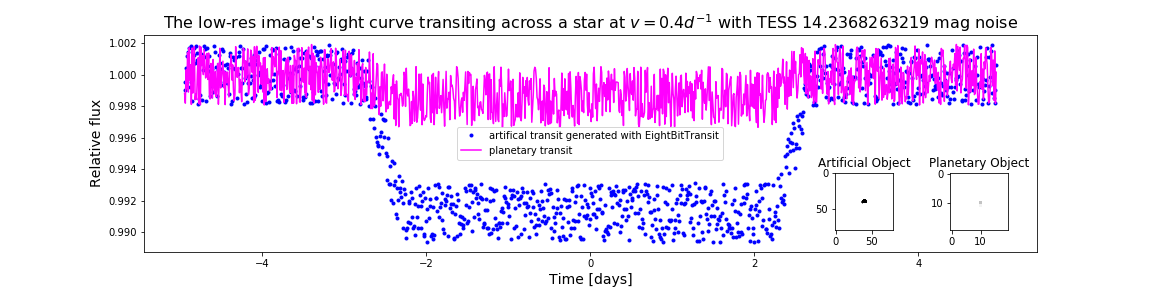 The low-res image's light curve transiting across a star at v = 0.4d⁻¹ with TESS 14.2368263219 mag noise
Relative flux
1.002
1.000
0.998
0.996
0.994
0.992
0.990
artifical transit generated with EightBitTransit
planetary transit
Artificial Object
0
50
0
50
Planetary Object
0
10
0
10
−4
−2
0
2
4
Time [days]